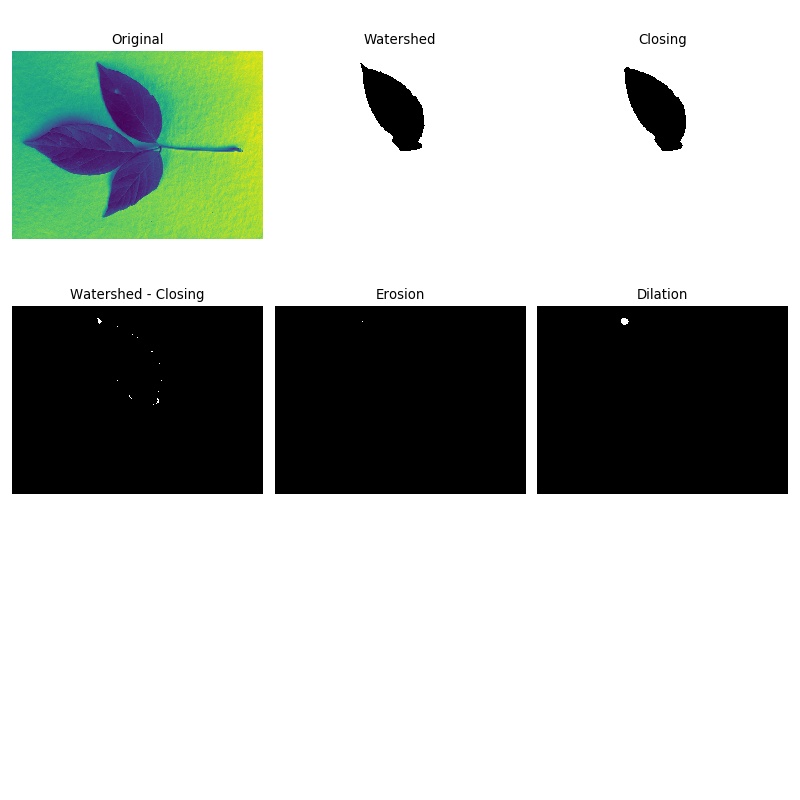 Original
Watershed
Closing
Watershed - Closing
Erosion
Dilation